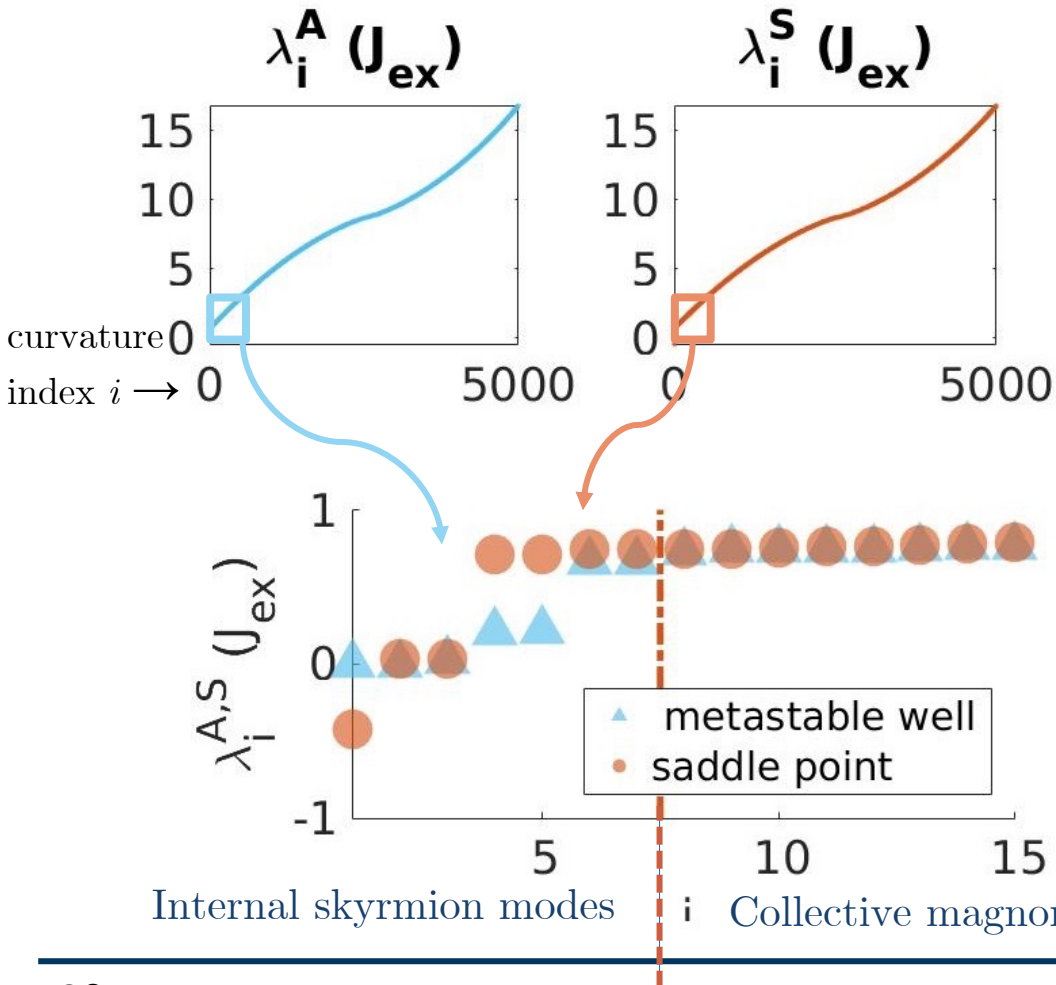 λ_i^A (J_ex) λ_i^S (J_ex)
15 15
10 10
5 5
curvature 0 0
index i → 0 5000 0 5000
1
0
-1
λ_i^A,S (J_ex)
metastable well
saddle point
5 10 15
Internal skyrmion modes i Collective